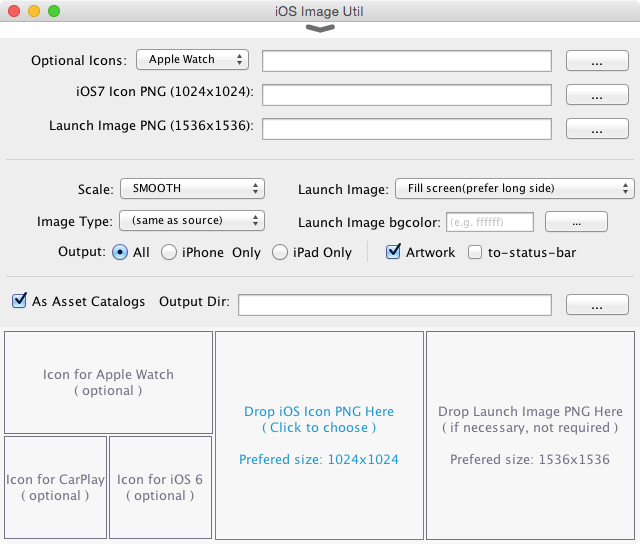 iOS Image Util
Optional Icons: Apple Watch ...
iOS7 Icon PNG (1024x1024): ...
Launch Image PNG (1536x1536): ...
Scale: SMOOTH Launch Image: Fill screen(prefer long side)
Image Type: (same as source) Launch Image bgcolor: (e.g. ffffff) ...
Output: All iPhone Only iPad Only Artwork to-status-bar
As Asset Catalogs Output Dir: ...
Icon for Apple Watch
( optional )
Icon for CarPlay
( optional )
Icon for iOS 6
( optional )
Drop iOS Icon PNG Here
( Click to choose )
Prefered size: 1024x1024
Drop Launch Image PNG Here
( if necessary, not required )
Prefered size: 1536x1536